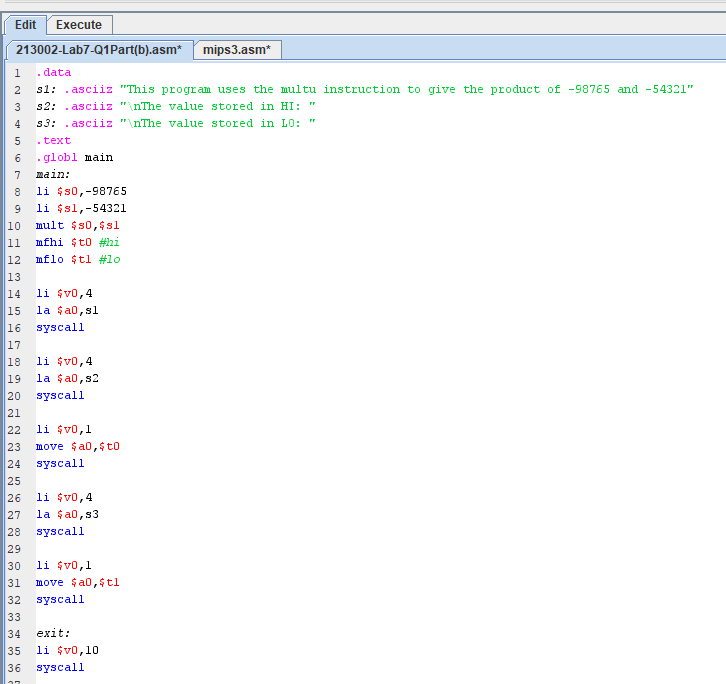 Edit Execute
213002-Lab7-Q1Part(b).asm* mips3.asm*
1 .data
2 s1: .asciiz "This program uses the multu instruction to give the product of -98765 and -54321"
3 s2: .asciiz "\nThe value stored in HI: "
4 s3: .asciiz "\nThe value stored in LO: "
5 .text
6 .globl main
7 main:
8 li $s0,-98765
9 li $s1,-54321
10 mult $s0,$s1
11 mfhi $t0 #hi
12 mflo $t1 #lo
13
14 li $v0,4
15 la $a0,s1
16 syscall
17
18 li $v0,4
19 la $a0,s2
20 syscall
21
22 li $v0,1
23 move $a0,$t0
24 syscall
25
26 li $v0,4
27 la $a0,s3
28 syscall
29
30 li $v0,1
31 move $a0,$t1
32 syscall
33
34 exit:
35 li $v0,10
36 syscall